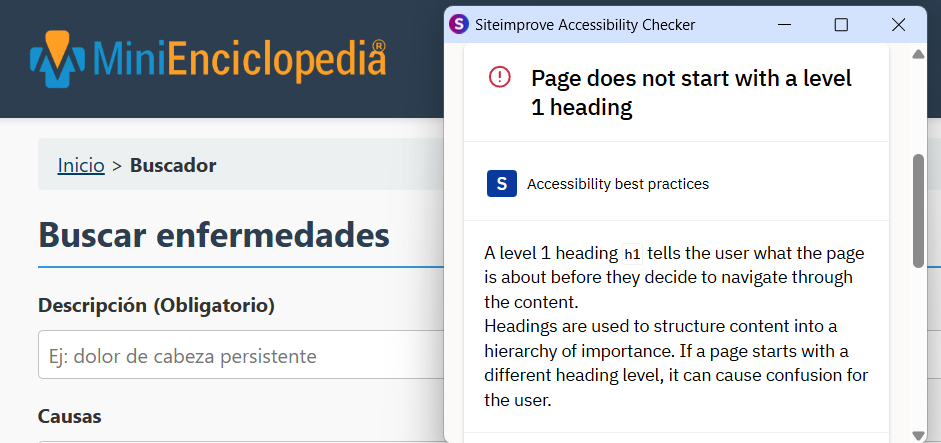 MiniEnciclopedia®
Inicio > Buscador
Buscar enfermedades
Descripción (Obligatorio)
Ej: dolor de cabeza persistente
Causas
S Siteimprove Accessibility Checker
Page does not start with a level
1 heading
S Accessibility best practices
A level 1 heading h1 tells the user what the page
is about before they decide to navigate through
the content.
Headings are used to structure content into a
hierarchy of importance. If a page starts with a
different heading level, it can cause confusion for
the user.